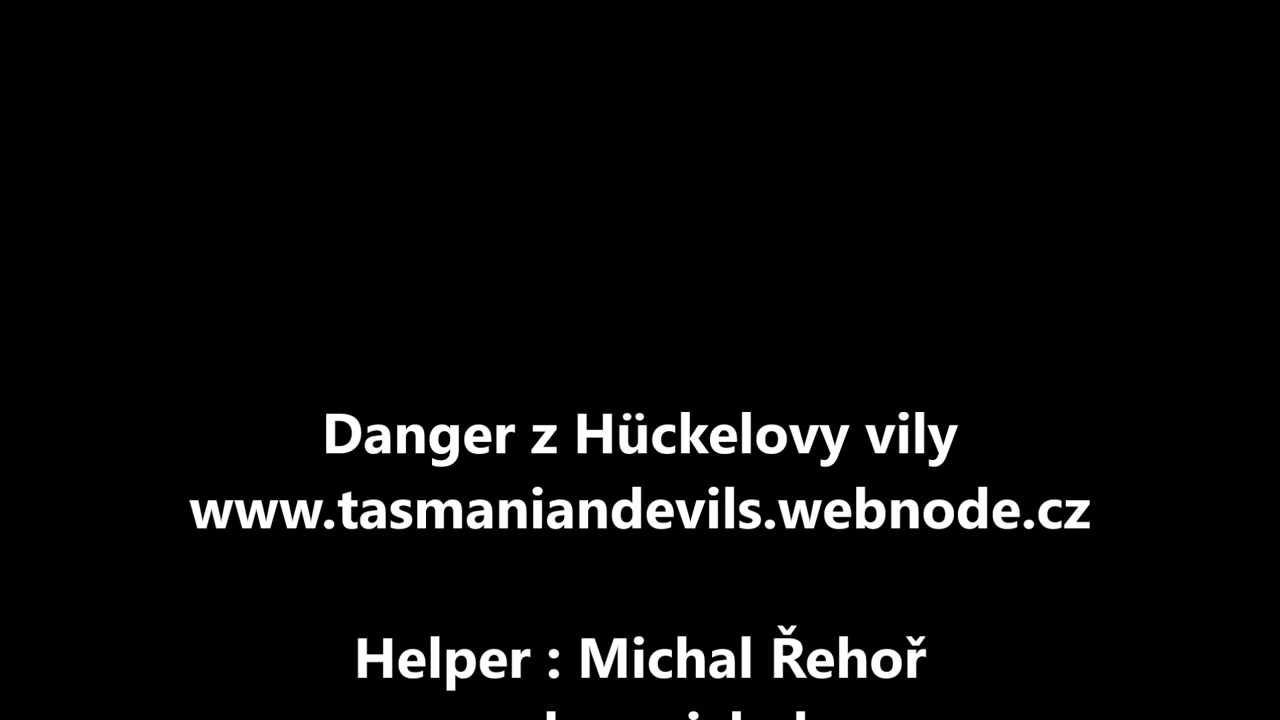 Danger z Hückelovy vily
www.tasmaniandevils.webnode.cz
Helper : Michal Řehoř